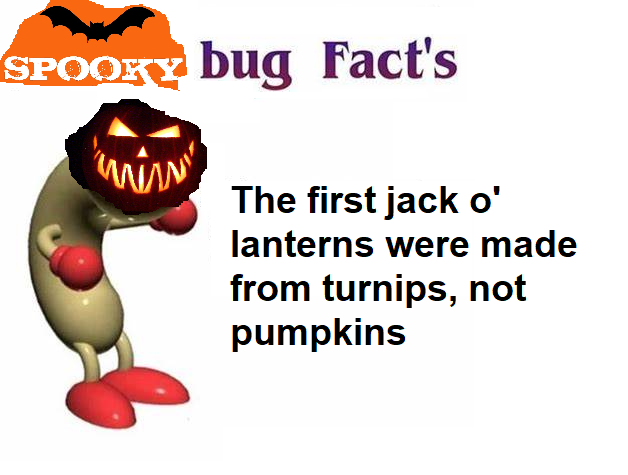 SPOOKY bug Fact's
The first jack o'
lanterns were made
from turnips, not
pumpkins